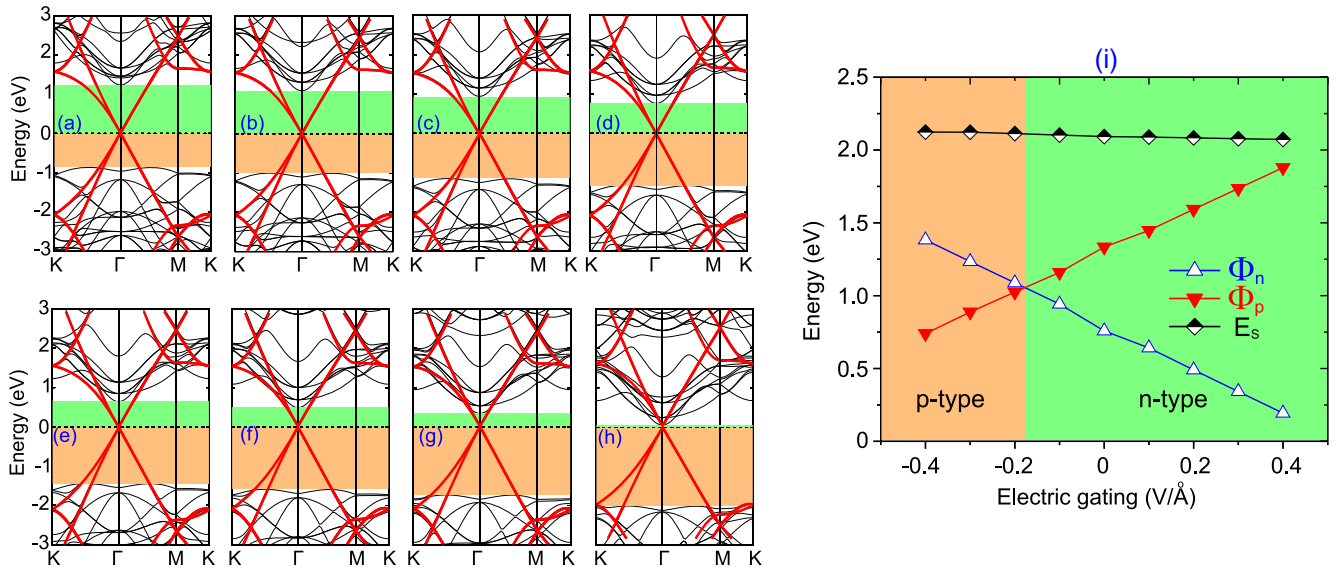 3
2
1
0
-1
-2
-3
Energy (eV)
(a)
K Γ M K
(b)
K Γ M K
(c)
K Γ M K
(d)
K Γ M K
3
2
1
0
-1
-2
-3
Energy (eV)
(e)
K Γ M K
(f)
K Γ M K
(g)
K Γ M K
(h)
K Γ M K
(i)
2.5
2.0
1.5
1.0
0.5
0
Energy (eV)
Φn
Φp
Es
p-type
n-type
-0.4 -0.2 0 0.2 0.4
Electric gating (V/Å)